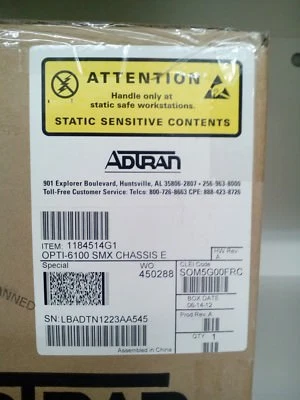 ATTENTION
Handle only at
static safe workstations.
STATIC SENSITIVE CONTENTS
ADTRAN
901 Explorer Boulevard, Huntsville, AL 35806-2807 • 256-963-8000
Toll-Free Customer Service: Telco: 800-726-8663 CPE: 888-423-8726
ITEM: 1184514G1
OPTI-6100 SMX CHASSIS E
HW Rev
A
Special
WO
450288
CLEI Code
SOM5G00FRC
BOX DATE
06-14-12
SN:LBADTN1223AA545
Prod Rev A
QTY 1
ANNED
Assembled in
ADTRAN